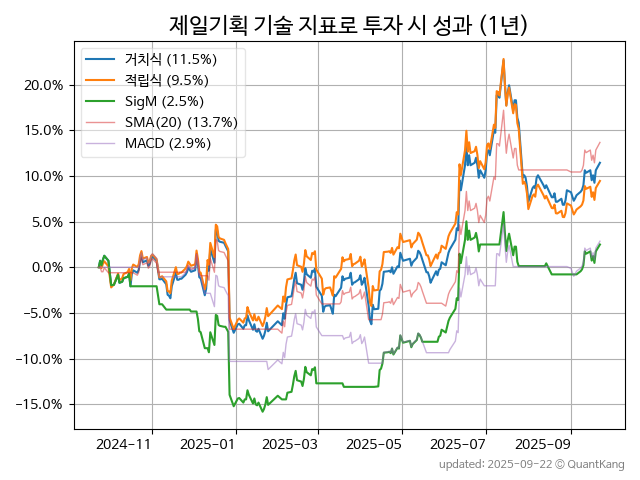 제일기획 기술 지표로 투자 시 성과 (1년)
거치식 (11.5%)
적립식 (9.5%)
SigM (2.5%)
SMA(20) (13.7%)
MACD (2.9%)
20.0%
15.0%
10.0%
5.0%
0.0%
−5.0%
−10.0%
−15.0%
2024-11 2025-01 2025-03 2025-05 2025-07 2025-09
updated: 2025-09-22 © QuantKang